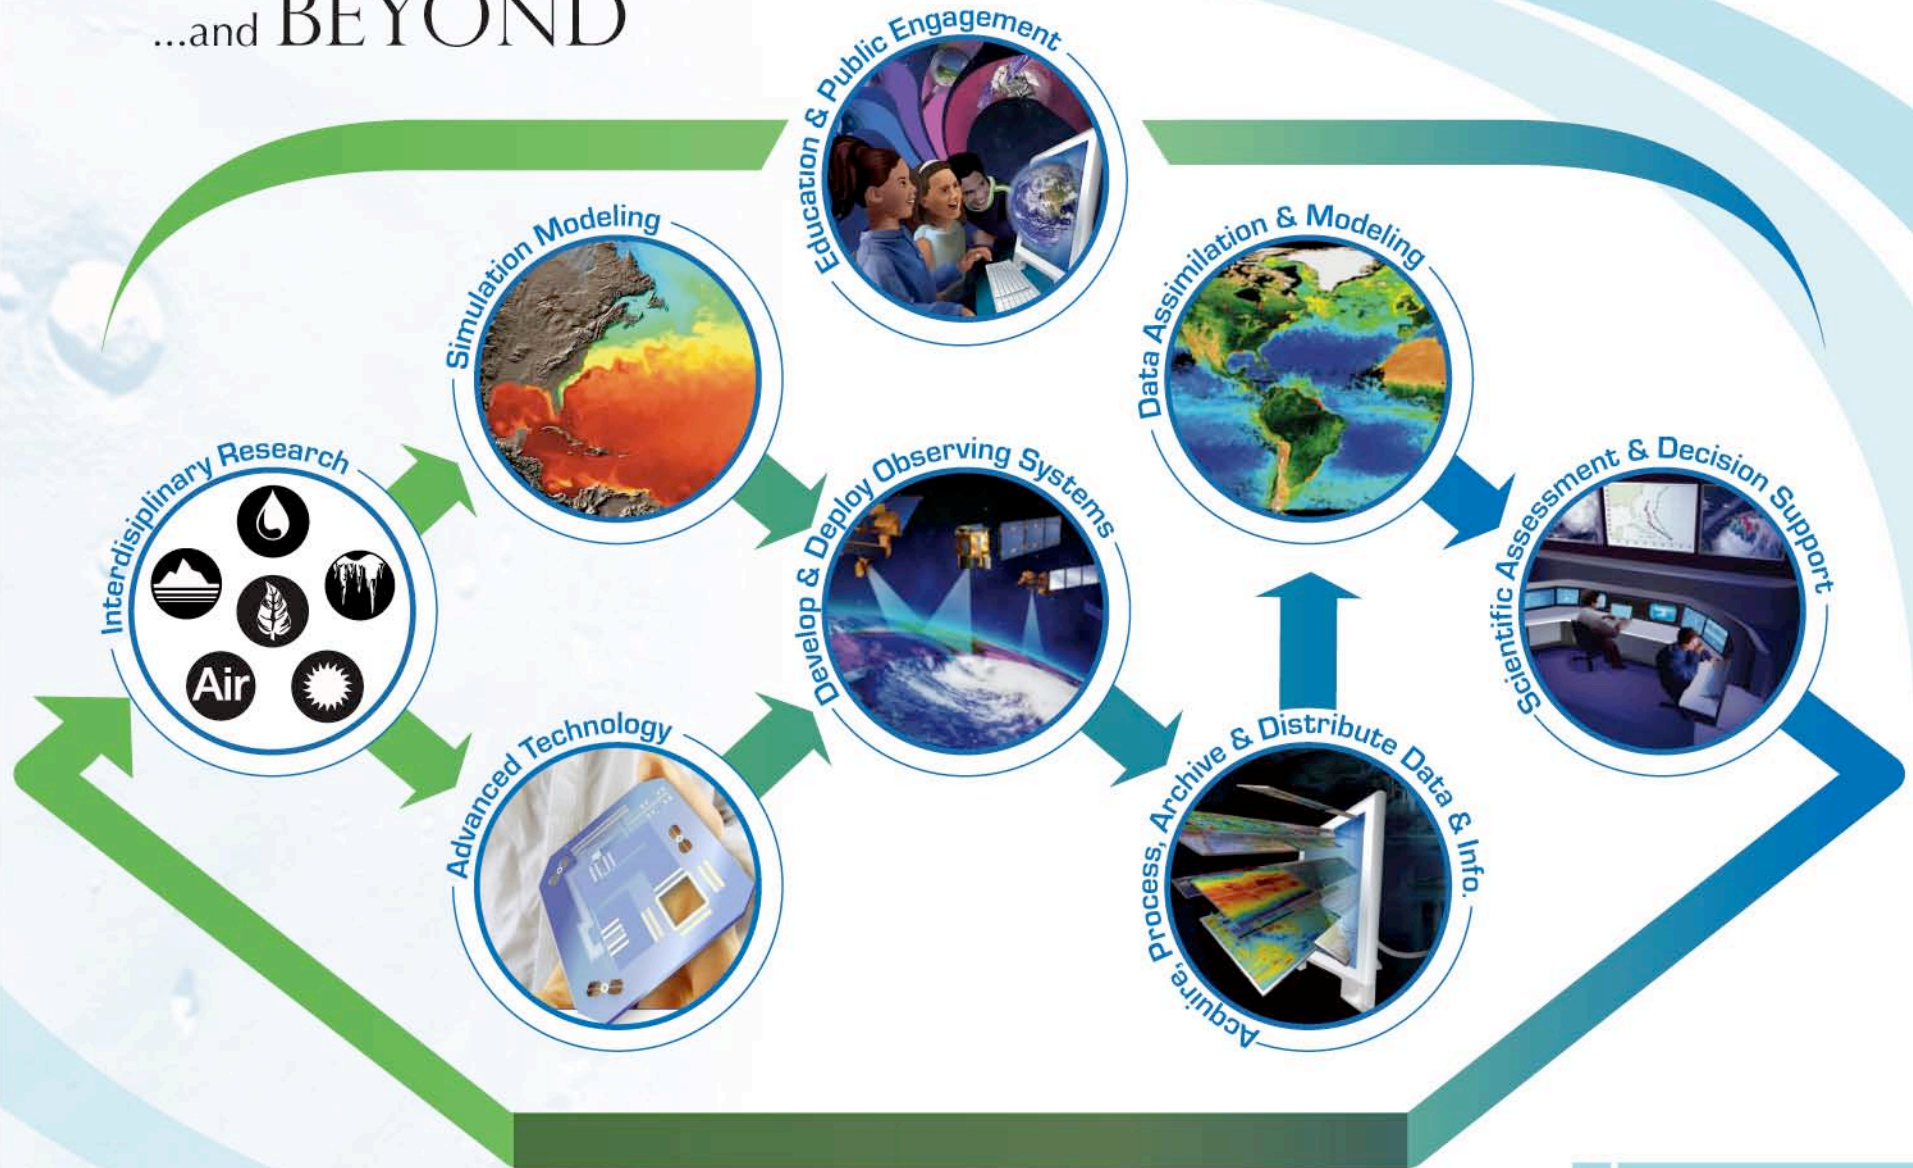 ...and BEYOND
Education & Public Engagement
Simulation Modeling
Data Assimilation & Modeling
Interdisiplinary Research
Air
Develop & Deploy Observing Systems
Scientific Assessment & Decision Support
Advanced Technology
Acquire, Process, Archive & Distribute Data & Info.